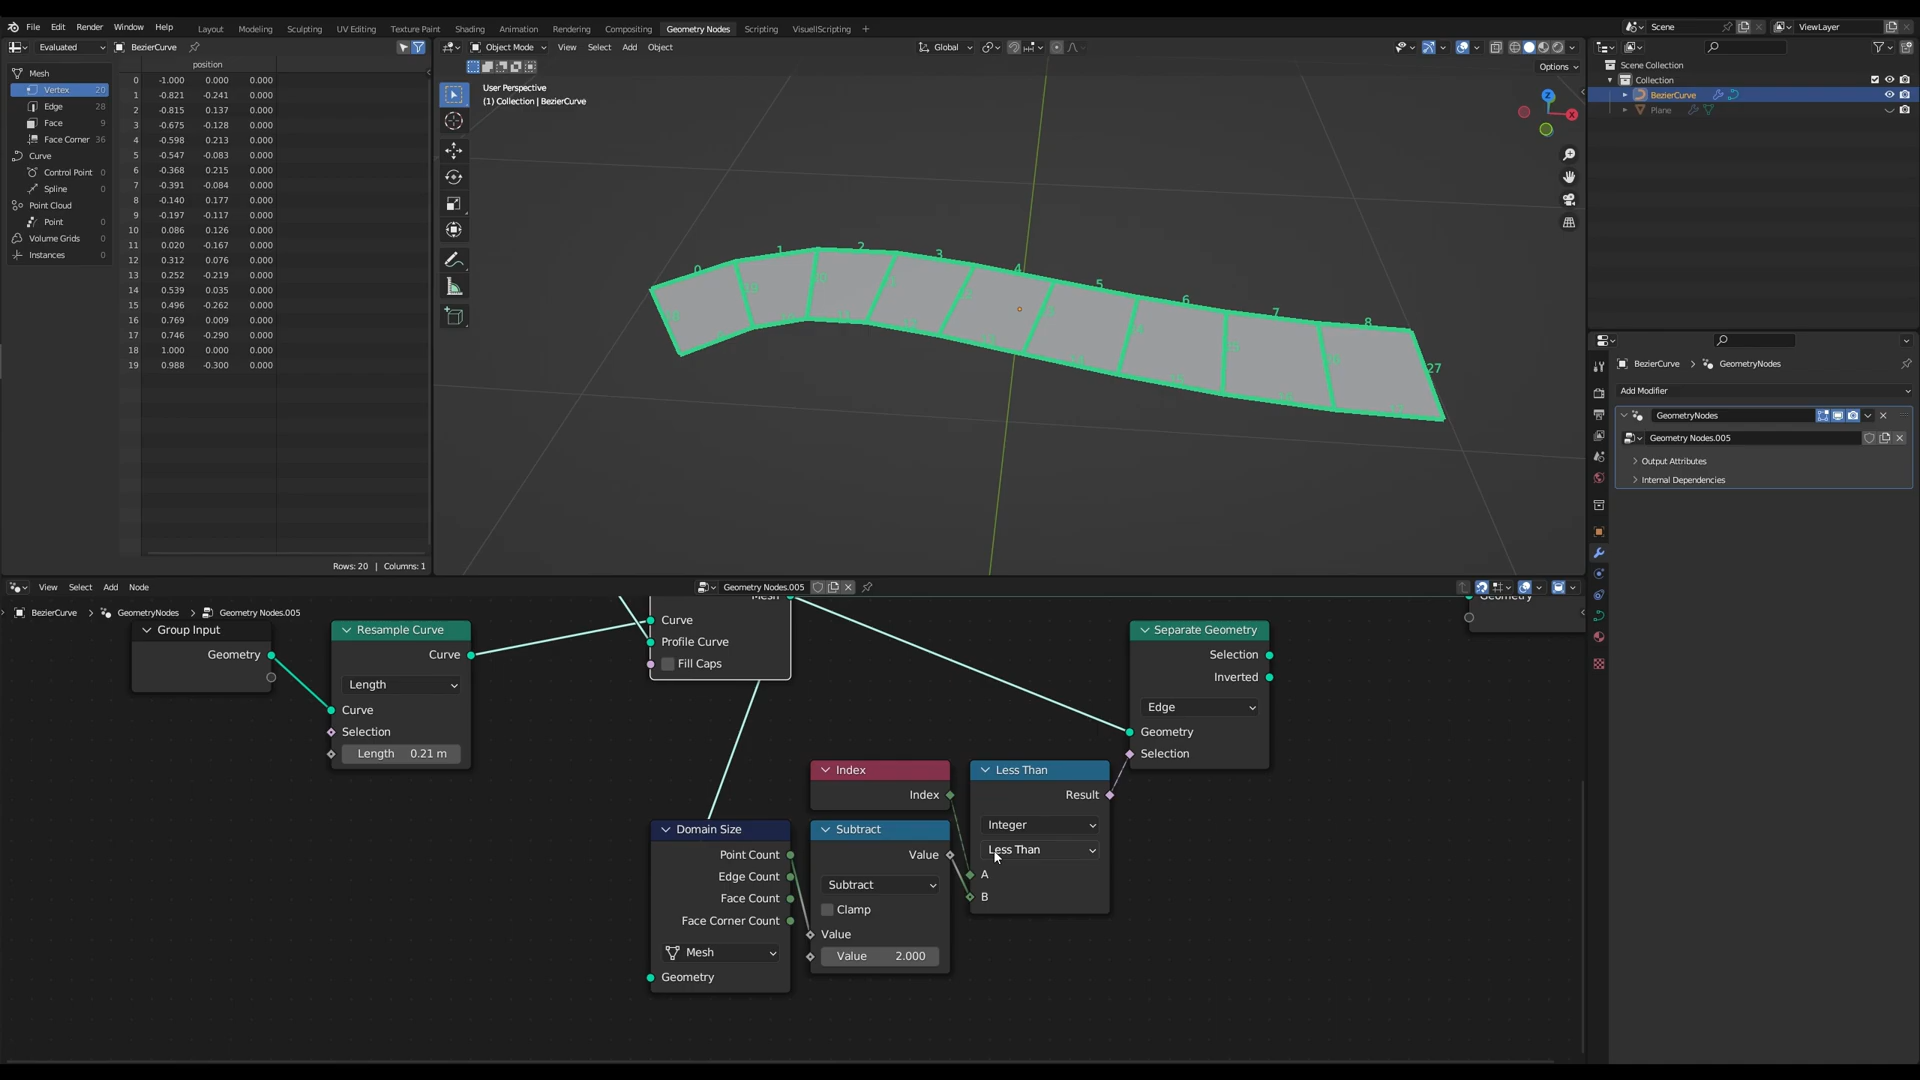 File Edit Render Window Help Layout Modeling Sculpting UV Editing Texture Paint Shading Animation Rendering Compositing Geometry Nodes Scripting VisuellScripting + Scene ViewLayer
Evaluated BezierCurve
Object Mode View Select Add Object Global
Options
position
Mesh
Vertex 20
Edge 28
Face 9
Face Corner 36
Curve
Control Point 0
Spline 0
Point Cloud
Point 0
Volume Grids 0
Instances 0
0 -1.000 0.000 0.000
1 -0.821 -0.241 0.000
2 -0.815 0.137 0.000
3 -0.675 -0.128 0.000
4 -0.598 0.213 0.000
5 -0.547 -0.083 0.000
6 -0.368 0.215 0.000
7 -0.391 -0.084 0.000
8 -0.140 0.177 0.000
9 -0.197 -0.117 0.000
10 0.086 0.126 0.000
11 0.020 -0.167 0.000
12 0.312 0.076 0.000
13 0.252 -0.219 0.000
14 0.539 0.035 0.000
15 0.496 -0.262 0.000
16 0.769 0.009 0.000
17 0.746 -0.290 0.000
18 1.000 0.000 0.000
19 0.988 -0.300 0.000
Rows: 20 | Columns: 1
User Perspective
(1) Collection | BezierCurve
0 1 2 3 4 5 6 7 8
27
Z
X
Scene Collection
Collection
BezierCurve
Plane
BezierCurve > GeometryNodes
Add Modifier
GeometryNodes
Geometry Nodes.005
Output Attributes
Internal Dependencies
View Select Add Node Geometry Nodes.005
BezierCurve > GeometryNodes > Geometry Nodes.005
Group Input
Geometry
Resample Curve
Curve
Length
Curve
Selection
Length 0.21 m
Mesh
Curve
Profile Curve
Fill Caps
Domain Size
Point Count
Edge Count
Face Count
Face Corner Count
Mesh
Geometry
Index
Index
Subtract
Value
Subtract
Clamp
Value
Value 2.000
Less Than
Result
Integer
Less Than
A
B
Separate Geometry
Selection
Inverted
Edge
Geometry
Selection
Geometry